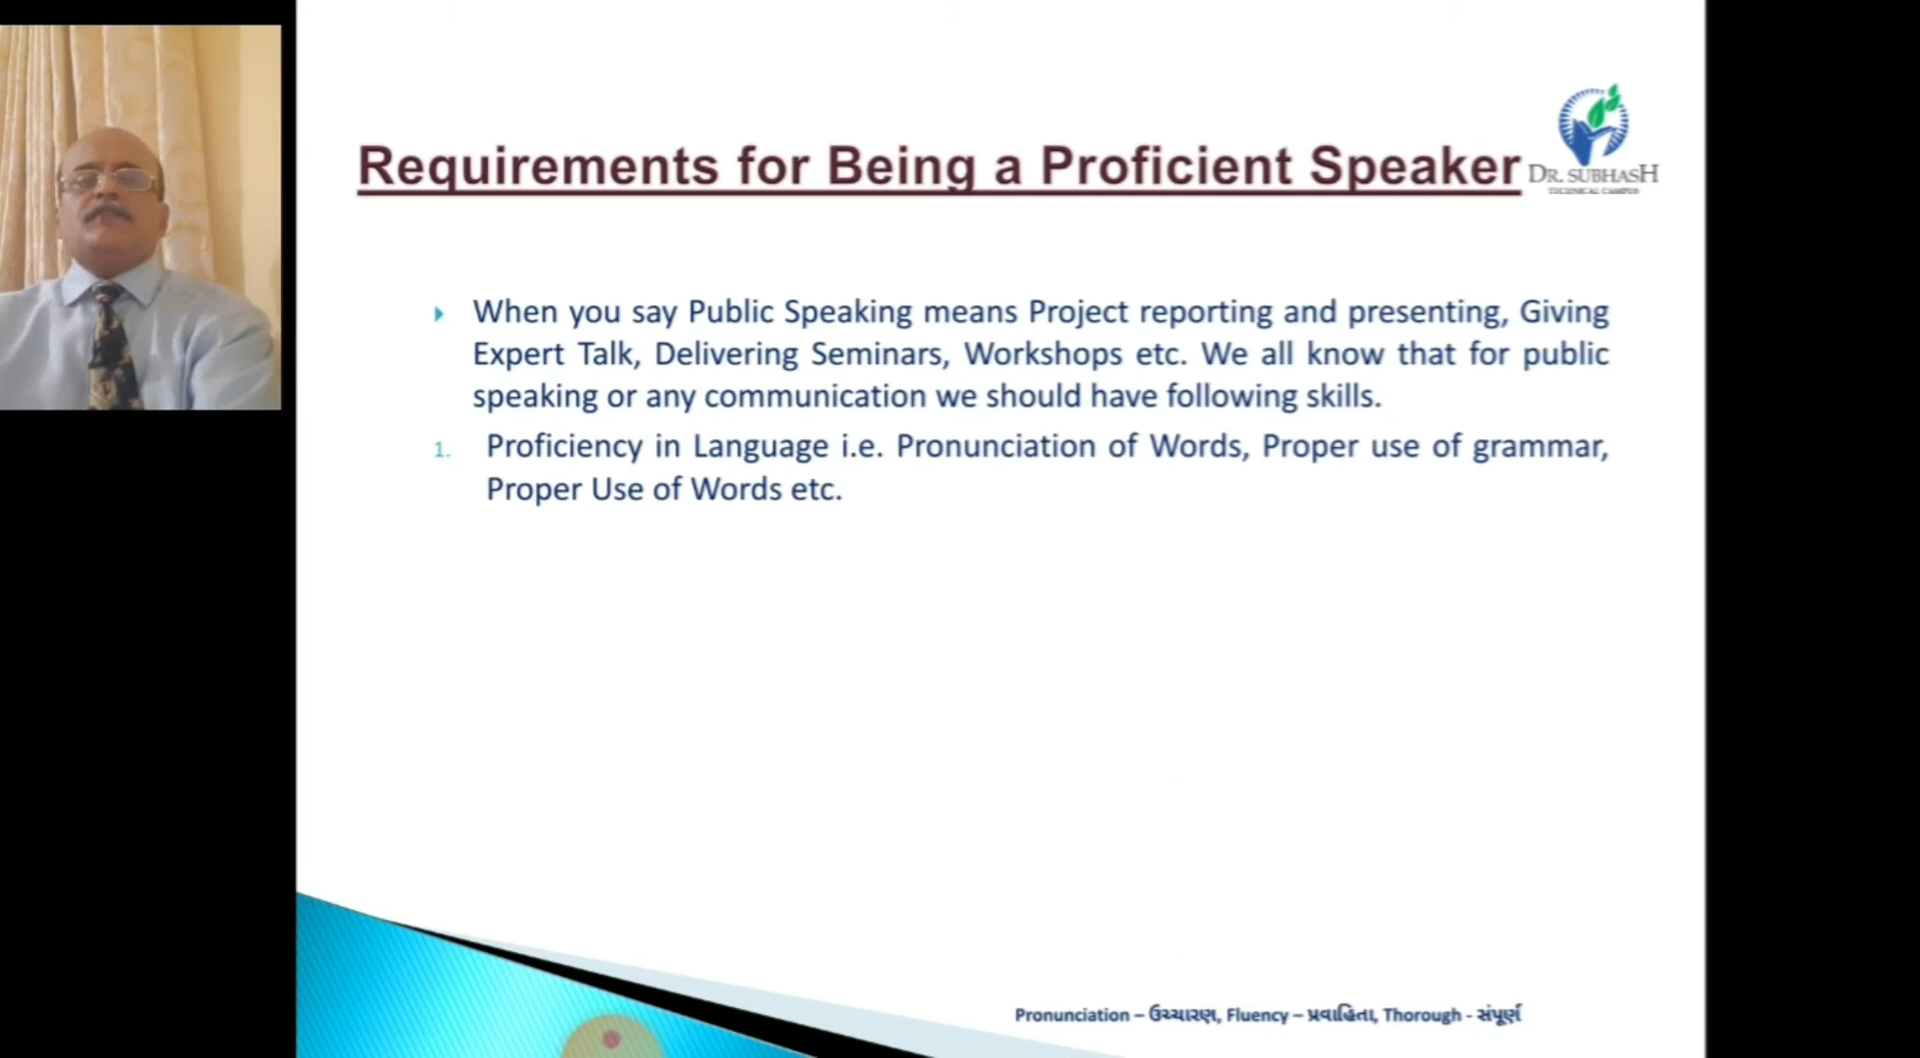 Requirements for Being a Proficient Speaker
DR. SUBHASH
TECHNICAL CAMPUS
When you say Public Speaking means Project reporting and presenting, Giving
Expert Talk, Delivering Seminars, Workshops etc. We all know that for public
speaking or any communication we should have following skills.
1. Proficiency in Language i.e. Pronunciation of Words, Proper use of grammar,
Proper Use of Words etc.
Pronunciation – ઉચ્ચારણ, Fluency – પ્રવાહિતા, Thorough - સંપૂર્ણ